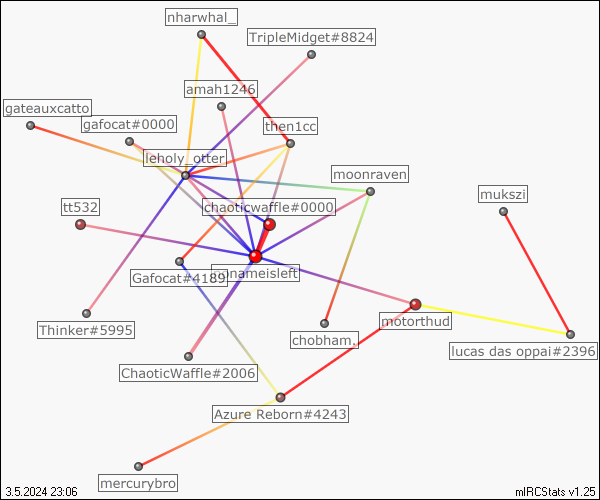 nharwhal_
TripleMidget#8824
amah1246
gateauxcatto
gafocat#0000
then1cc
leholy_otter
moonraven
mukszi
tt532
chaoticwaffle#0000
nnameisleft
Gafocat#4189
Thinker#5995
motorthud
chobham.
lucas das oppai#2396
ChaoticWaffle#2006
Azure Reborn#4243
mercurybro
3.5.2024 23:06
mIRCStats v1.25